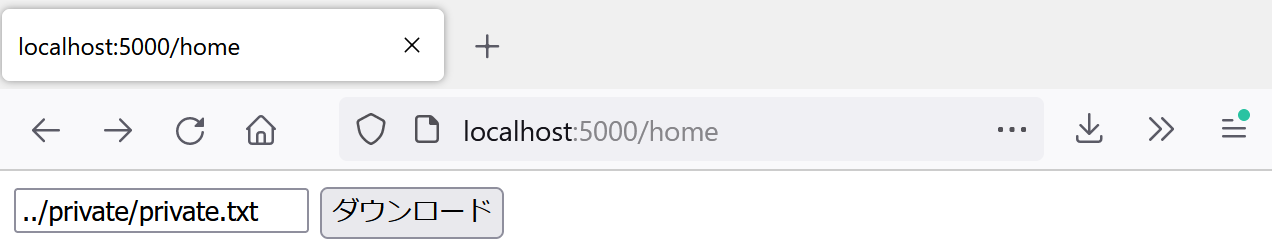 localhost:5000/home
localhost:5000/home
../private/private.txt ダウンロード